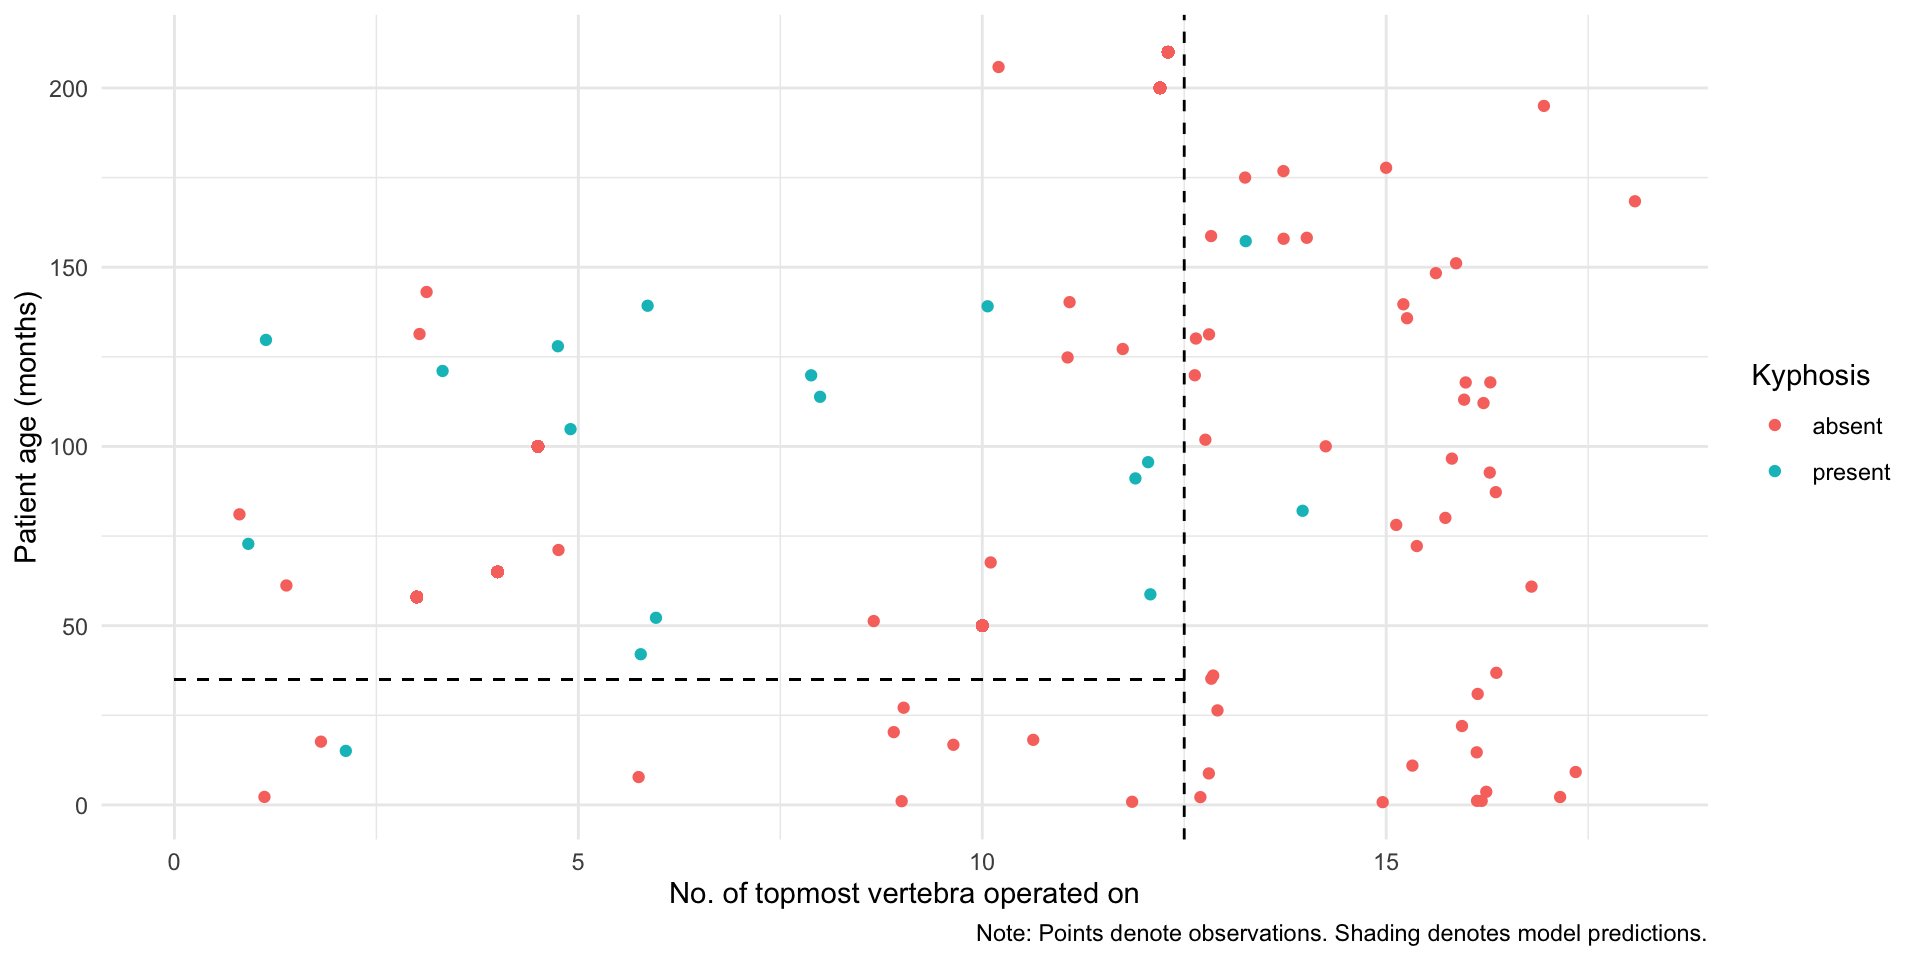 200
150
100
50
0
Patient age (months)
0 5 10 15
No. of topmost vertebra operated on
Kyphosis
absent
present
Note: Points denote observations. Shading denotes model predictions.